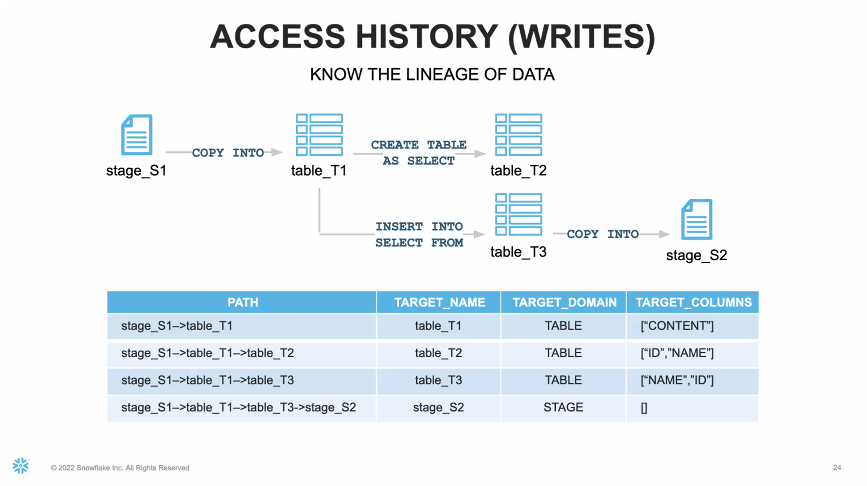 ACCESS HISTORY (WRITES)
KNOW THE LINEAGE OF DATA
stage_S1
COPY INTO
table_T1
CREATE TABLE
AS SELECT
table_T2
INSERT INTO
SELECT FROM
table_T3
COPY INTO
stage_S2
PATH TARGET_NAME TARGET_DOMAIN TARGET_COLUMNS
stage_S1–>table_T1 table_T1 TABLE [“CONTENT”]
stage_S1–>table_T1–>table_T2 table_T2 TABLE [“ID”,”NAME”]
stage_S1–>table_T1–>table_T3 table_T3 TABLE [“NAME”,”ID”]
stage_S1–>table_T1–>table_T3->stage_S2 stage_S2 STAGE []
© 2022 Snowflake Inc. All Rights Reserved
24